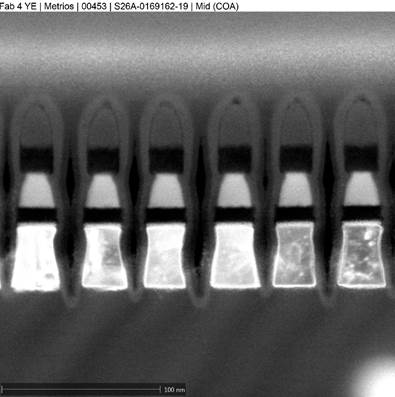 Fab 4 YE | Metrios | 00453 | S26A-0169162-19 | Mid (COA)
100 nm